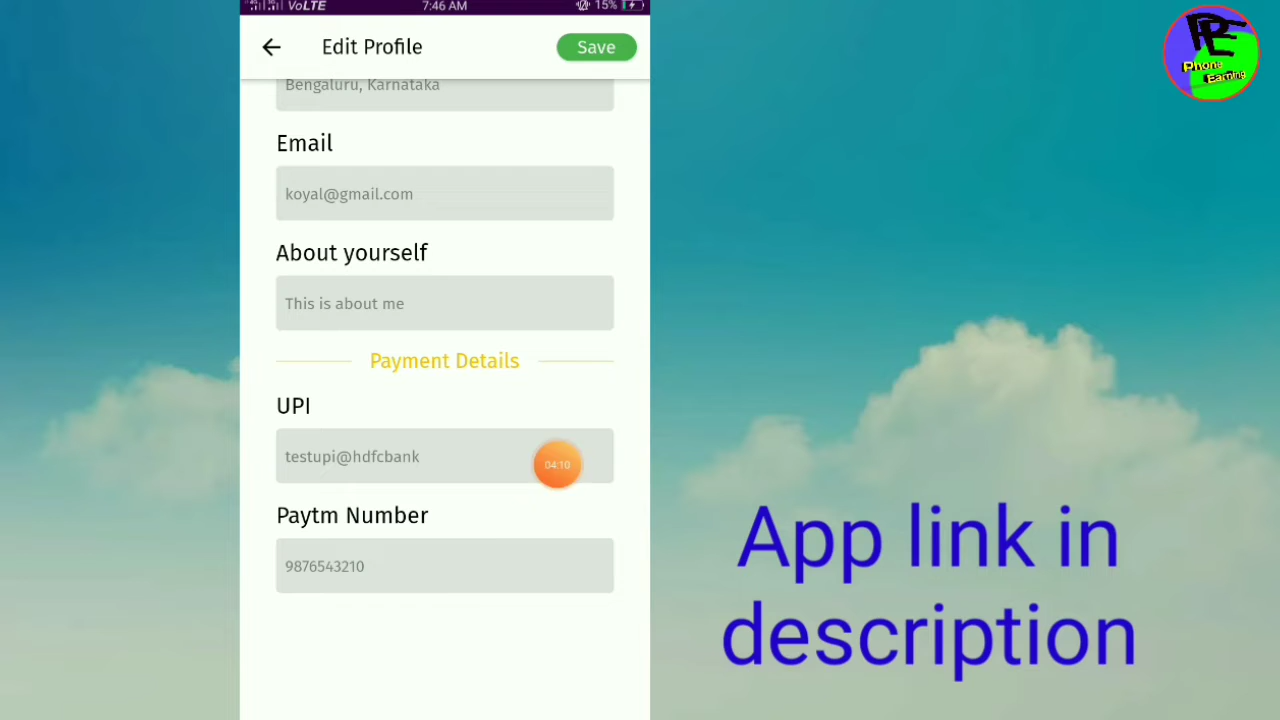 VoLTE 7:46 AM 15%
Edit Profile
Save
Bengaluru, Karnataka
Email
koyal@gmail.com
About yourself
This is about me
Payment Details
UPI
testupi@hdfcbank
04:10
Paytm Number
9876543210
PE
Phone
Earning
App link in
description